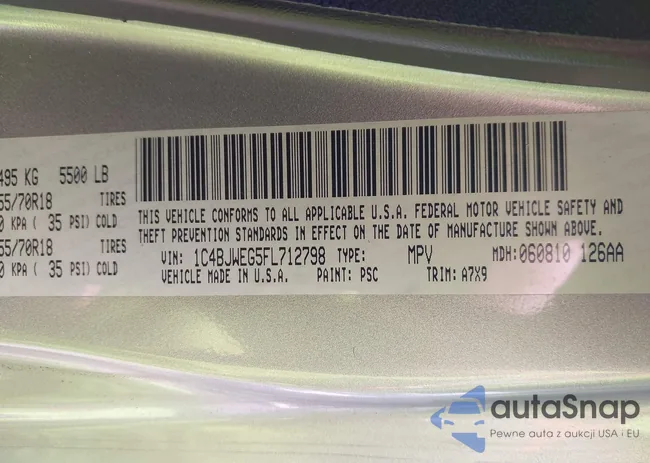 495 KG 5500 LB
55/70R18 TIRES
0 KPA ( 35 PSI) COLD
55/70R18 TIRES
0 KPA ( 35 PSI) COLD
THIS VEHICLE CONFORMS TO ALL APPLICABLE U.S.A. FEDERAL MOTOR VEHICLE SAFETY AND
THEFT PREVENTION STANDARDS IN EFFECT ON THE DATE OF MANUFACTURE SHOWN ABOVE.
VIN: 1C4BJWEG5FL712798 TYPE: MPV MDH: 060810 126AA
VEHICLE MADE IN U.S.A. PAINT: PSC TRIM: A7X9
autaSnap
Pewne auta z aukcji USA i EU